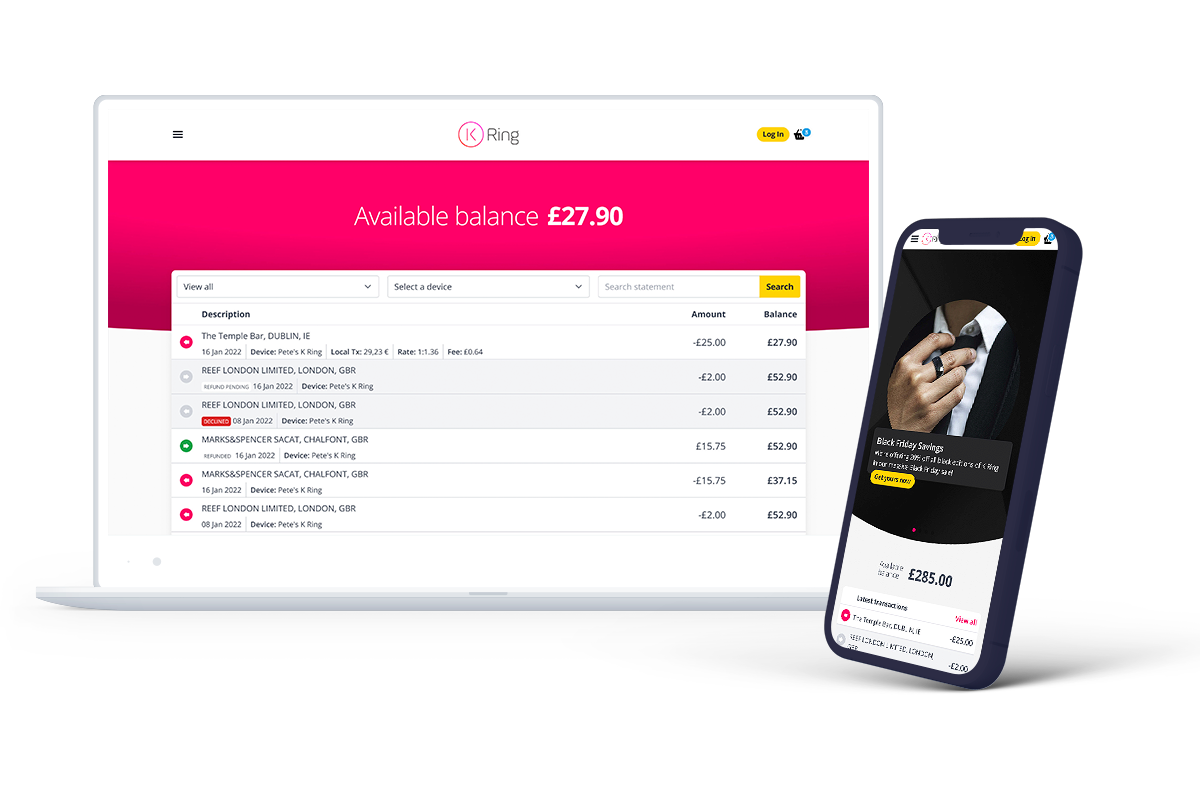 K Ring
Log In
3
Available balance £27.90
View all
Select a device
Search statement
Search
Description Amount Balance
The Temple Bar, DUBLIN, IE -£25.00 £27.90
16 Jan 2022 Device: Pete's K Ring Local Tx: 29,23 € Rate: 1:1.36 Fee: £0.64
REEF LONDON LIMITED, LONDON, GBR -£2.00 £52.90
REFUND PENDING 16 Jan 2022 Device: Pete's K Ring
REEF LONDON LIMITED, LONDON, GBR -£2.00 £52.90
DECLINED 08 Jan 2022 Device: Pete's K Ring
MARKS&SPENCER SACAT, CHALFONT, GBR £15.75 £52.90
REFUNDED 16 Jan 2022 Device: Pete's K Ring
MARKS&SPENCER SACAT, CHALFONT, GBR -£15.75 £37.15
16 Jan 2022 Device: Pete's K Ring
REEF LONDON LIMITED, LONDON, GBR -£2.00 £52.90
08 Jan 2022 Device: Pete's K Ring
Log In
Black Friday Savings
We're offering 20% off all black editions of K Ring
in our massive Black Friday sale!
Get yours now
Available
balance £285.00
Latest transactions
View all
The Temple Bar, DUBLIN, IE -£25.00
REEF LONDON LIMITED, LONDON,
GBR -£2.00